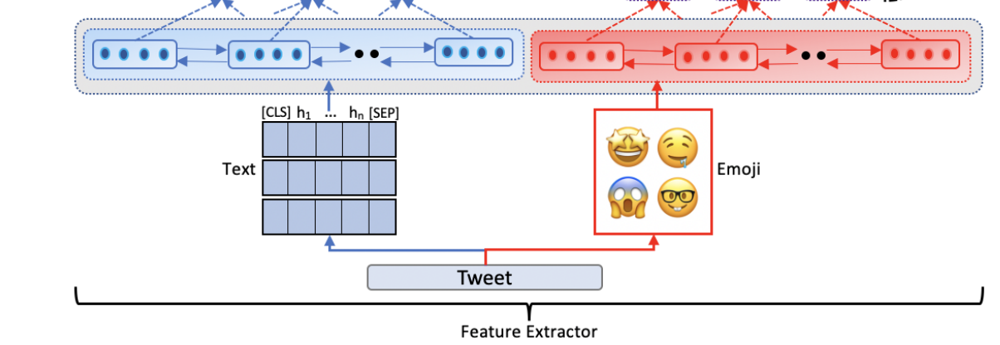 [CLS] h₁ ... hₙ [SEP]
Text
Emoji
Tweet
Feature Extractor